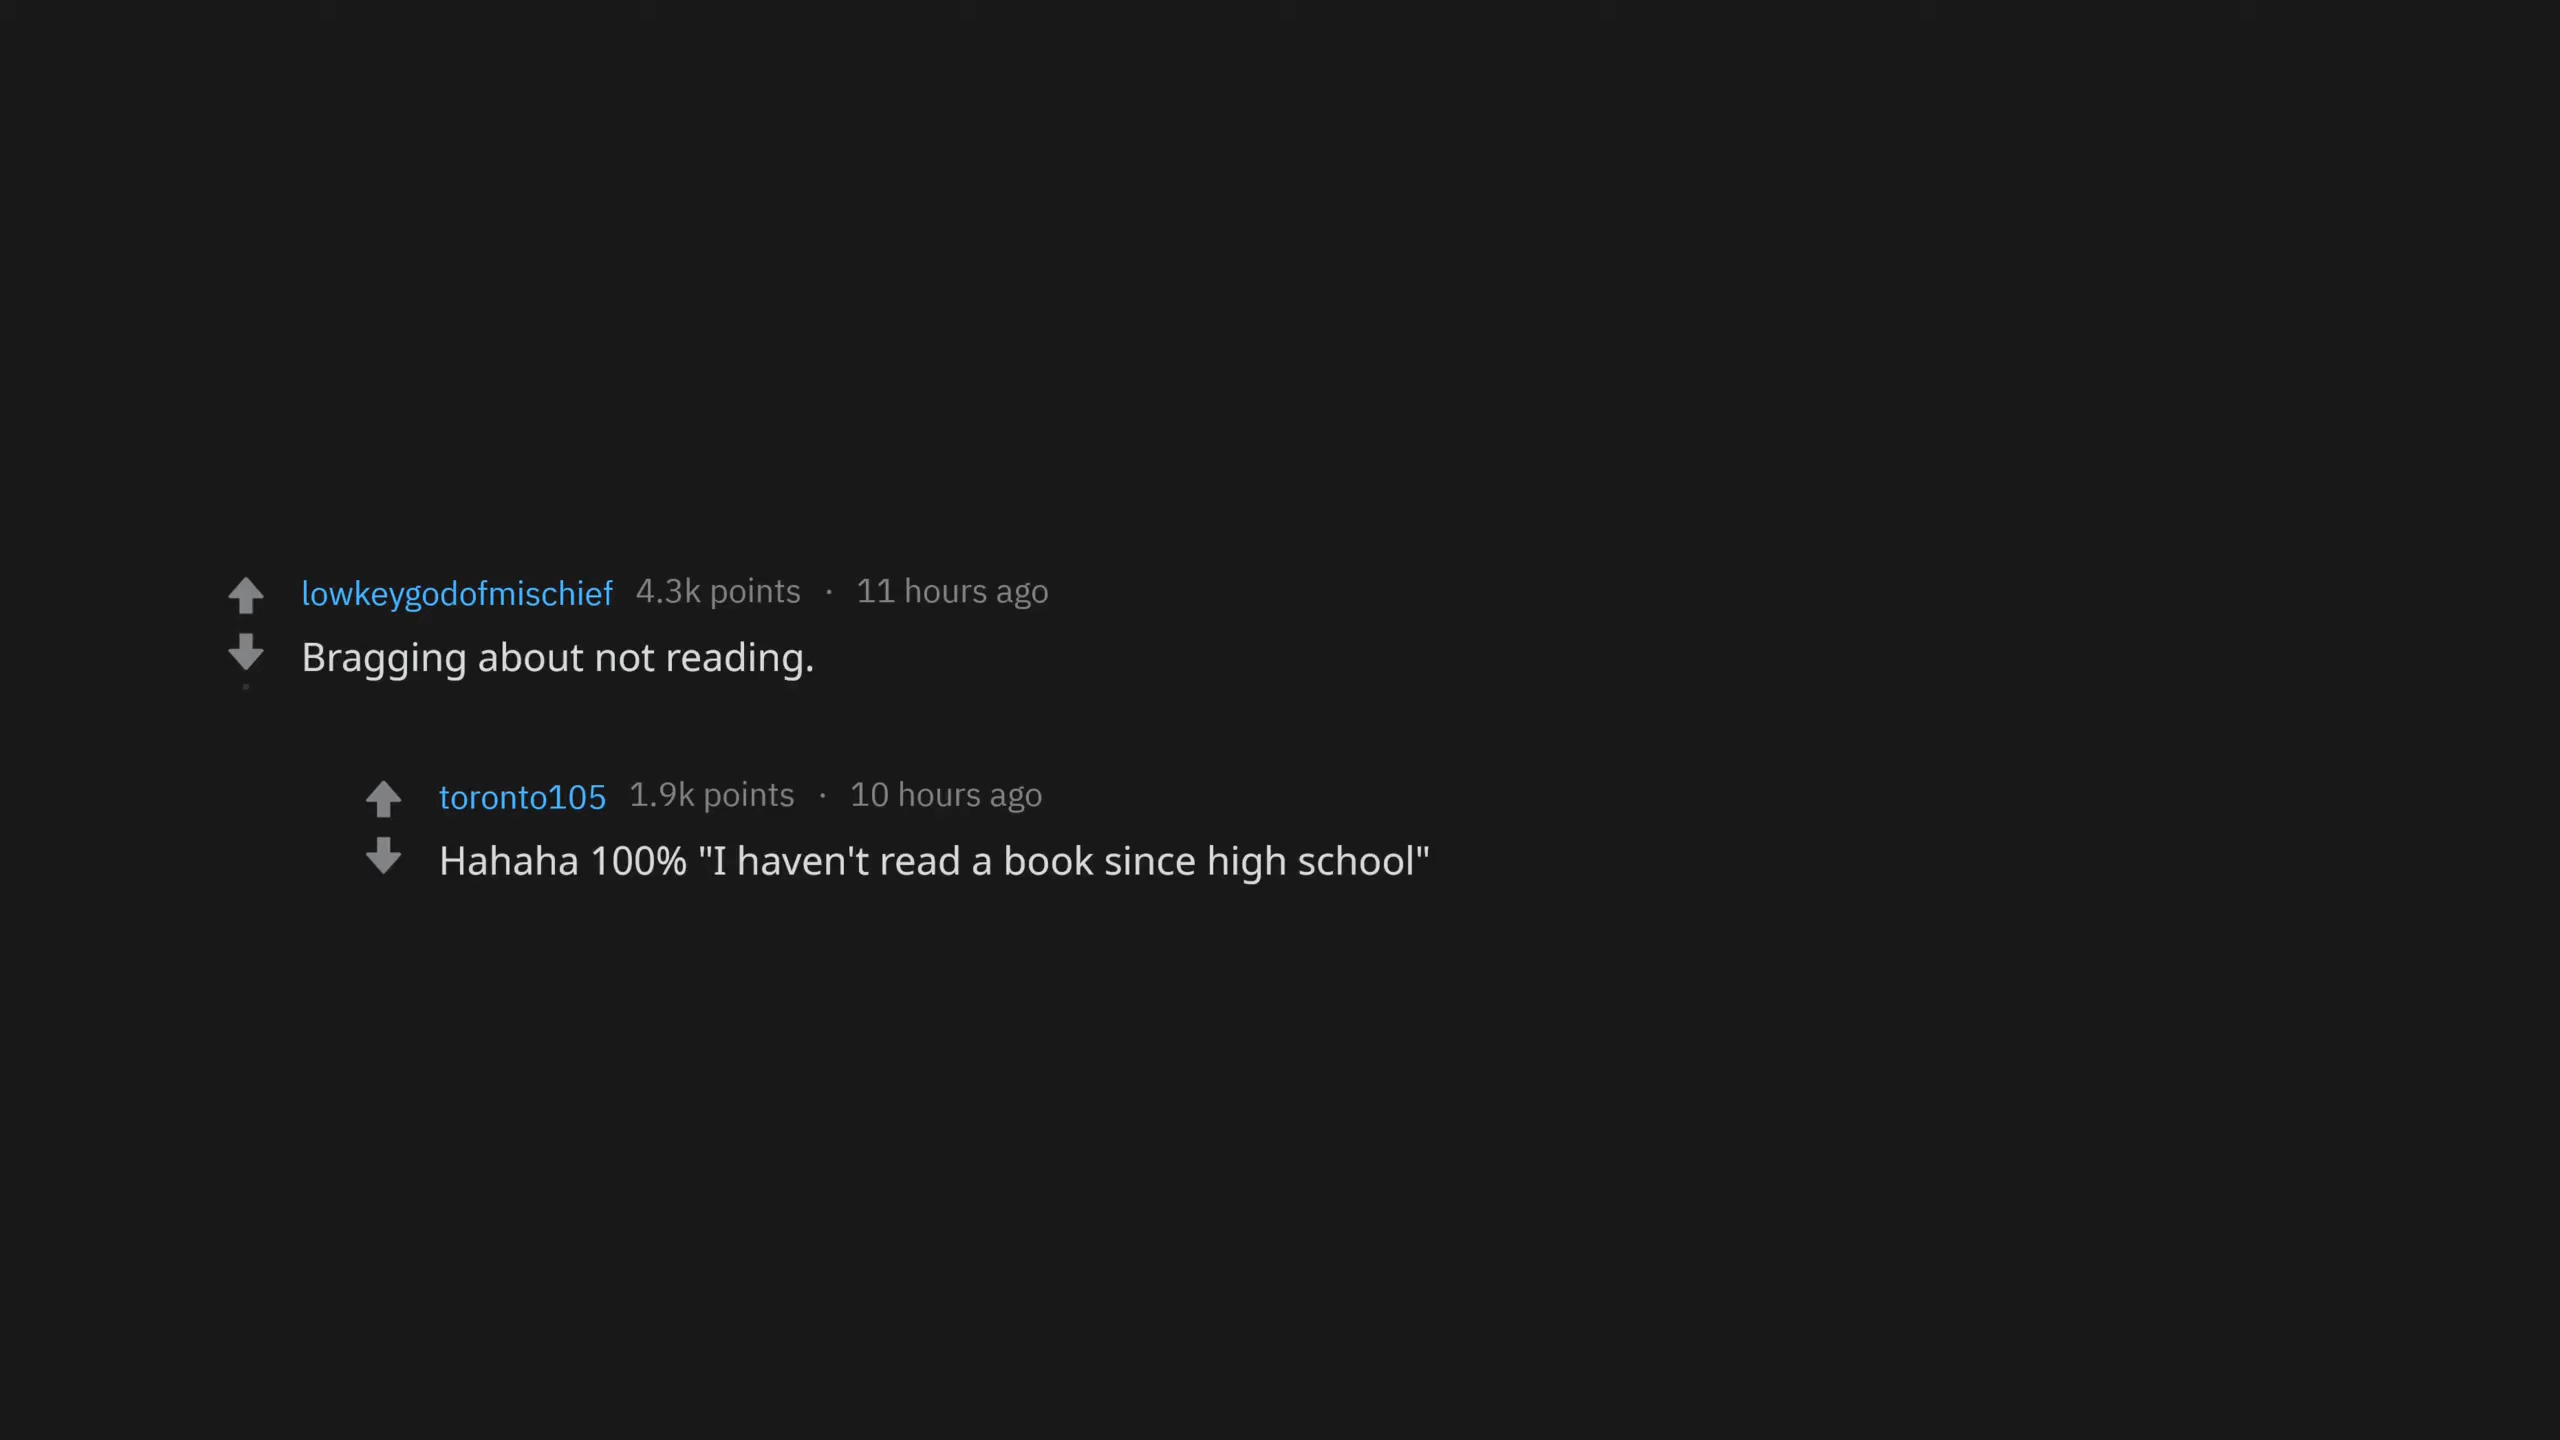 lowkeygodofmischief 4.3k points · 11 hours ago
Bragging about not reading.
toronto105 1.9k points · 10 hours ago
Hahaha 100% "I haven't read a book since high school"